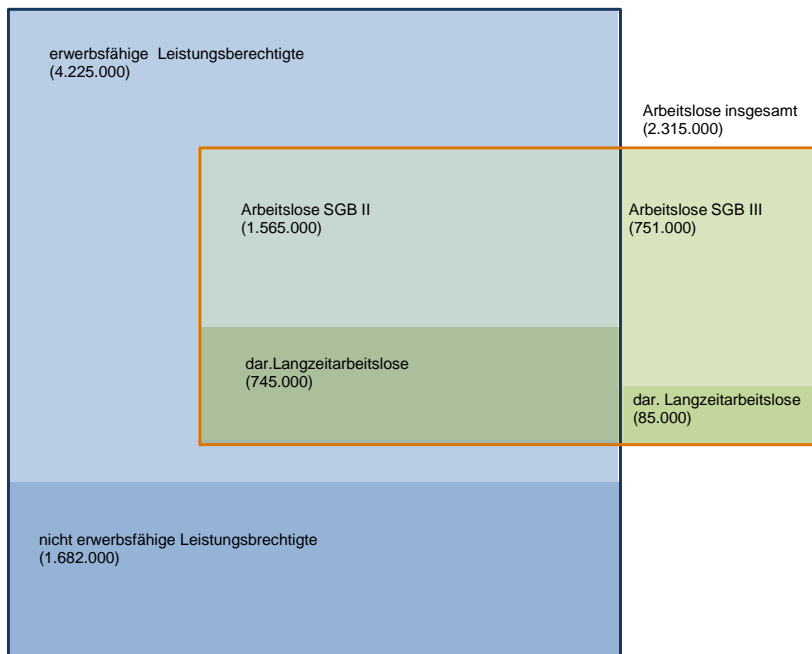 erwerbsfähige Leistungsberechtigte
(4.225.000)
Arbeitslose insgesamt
(2.315.000)
Arbeitslose SGB II
(1.565.000)
Arbeitslose SGB III
(751.000)
dar.Langzeitarbeitslose
(745.000)
dar. Langzeitarbeitslose
(85.000)
nicht erwerbsfähige Leistungsbrechtigte
(1.682.000)